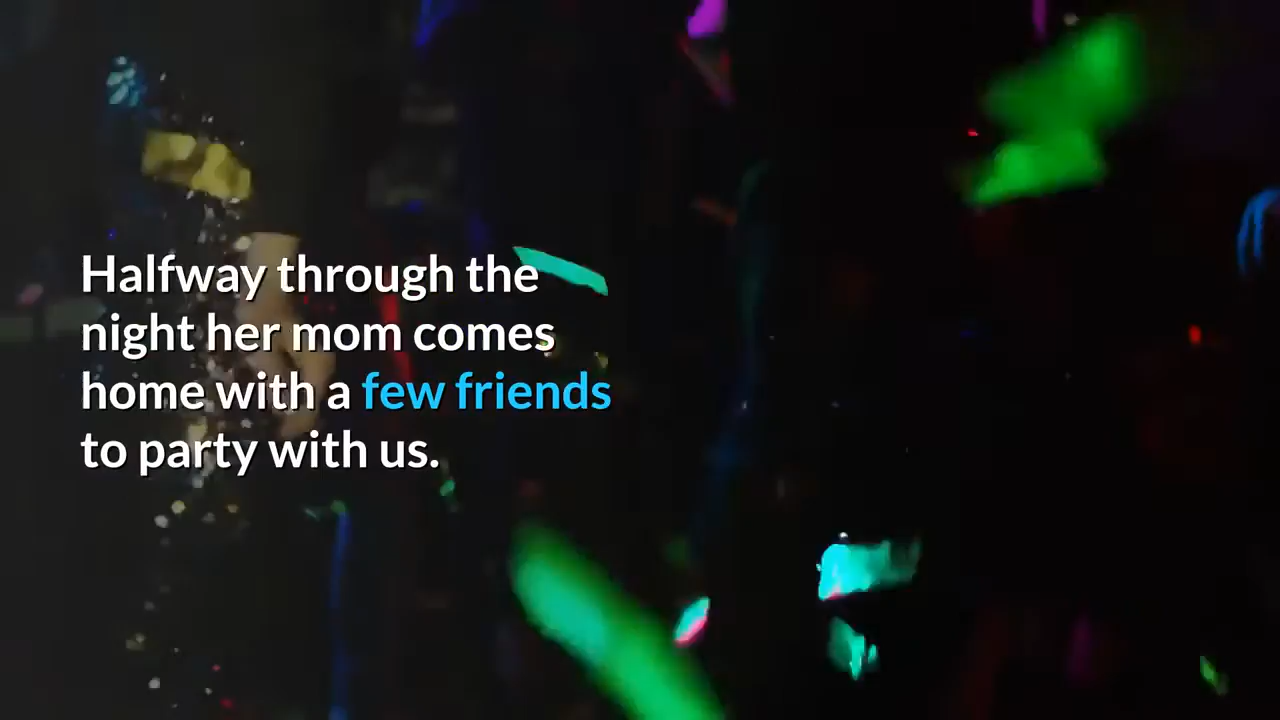 Halfway through the
night her mom comes
home with a few friends
to party with us.